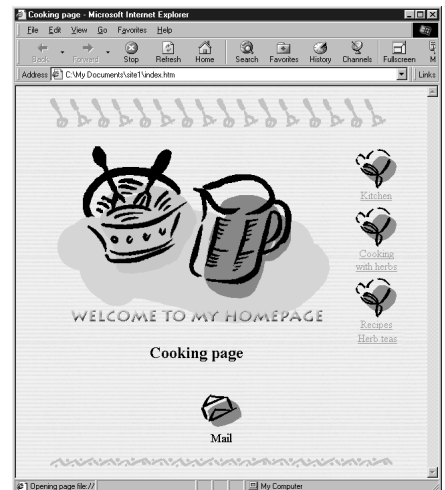 Cooking page - Microsoft Internet Explorer
File Edit View Go Favorites Help
Back Forward Stop Refresh Home Search Favorites History Channels Fullscreen M
Address C:\My Documents\site1\index.htm Links
Kitchen
Cooking
with herbs
WELCOME TO MY HOMEPAGE
Recipes
Herb teas
Cooking page
Mail
Opening page file:// My Computer